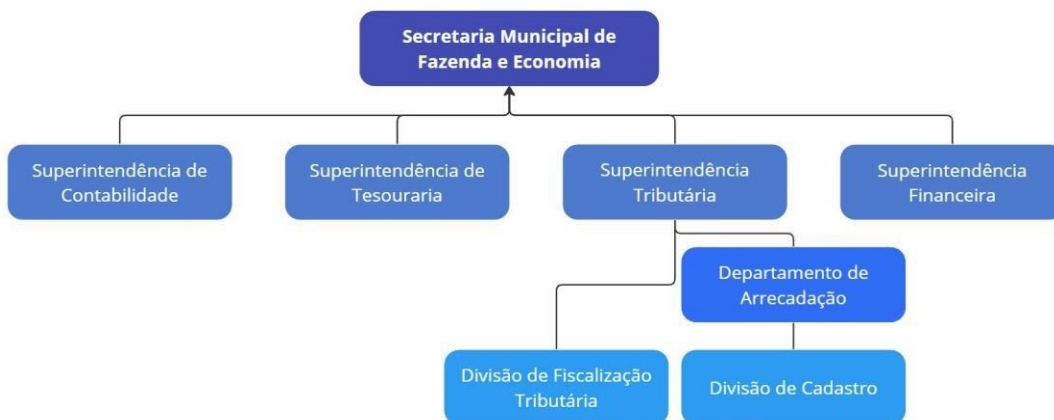 Secretaria Municipal de
Fazenda e Economia
Superintendência de
Contabilidade
Superintendência de
Tesouraria
Superintendência
Tributária
Superintendência
Financeira
Departamento de
Arrecadação
Divisão de Fiscalização
Tributária
Divisão de Cadastro